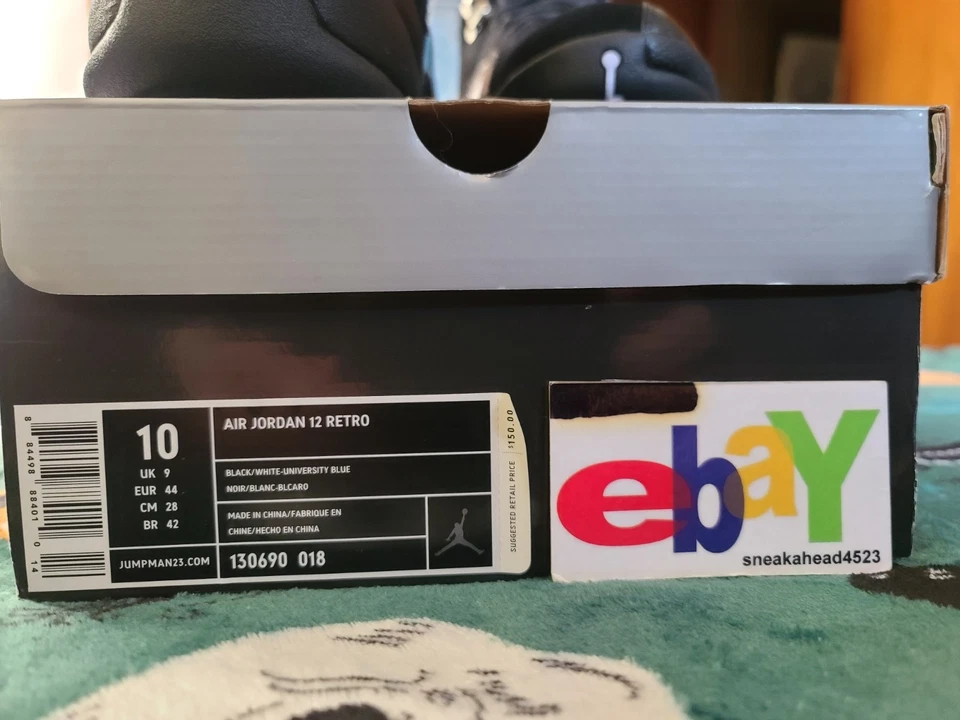 8 84498 88401 0 14
10
UK 9
EUR 44
CM 28
BR 42
JUMPMAN23.COM
AIR JORDAN 12 RETRO
BLACK/WHITE-UNIVERSITY BLUE
NOIR/BLANC-BLCARO
MADE IN CHINA/FABRIQUE EN
CHINE/HECHO EN CHINA
130690 018
SUGGESTED RETAIL PRICE $150.00
ebaY
sneakahead4523